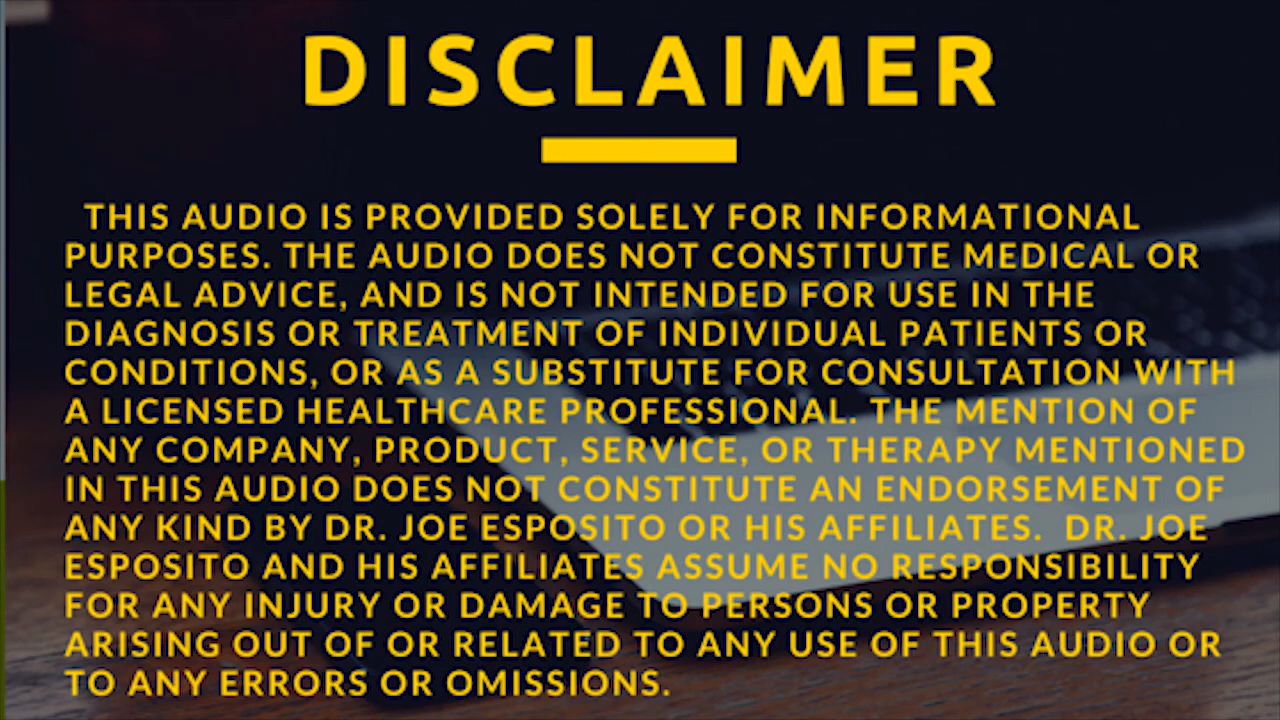 DISCLAIMER
THIS AUDIO IS PROVIDED SOLELY FOR INFORMATIONAL
PURPOSES. THE AUDIO DOES NOT CONSTITUTE MEDICAL OR
LEGAL ADVICE, AND IS NOT INTENDED FOR USE IN THE
DIAGNOSIS OR TREATMENT OF INDIVIDUAL PATIENTS OR
CONDITIONS, OR AS A SUBSTITUTE FOR CONSULTATION WITH
A LICENSED HEALTHCARE PROFESSIONAL. THE MENTION OF
ANY COMPANY, PRODUCT, SERVICE, OR THERAPY MENTIONED
IN THIS AUDIO DOES NOT CONSTITUTE AN ENDORSEMENT OF
ANY KIND BY DR. JOE ESPOSITO OR HIS AFFILIATES. DR. JOE
ESPOSITO AND HIS AFFILIATES ASSUME NO RESPONSIBILITY
FOR ANY INJURY OR DAMAGE TO PERSONS OR PROPERTY
ARISING OUT OF OR RELATED TO ANY USE OF THIS AUDIO OR
TO ANY ERRORS OR OMISSIONS.